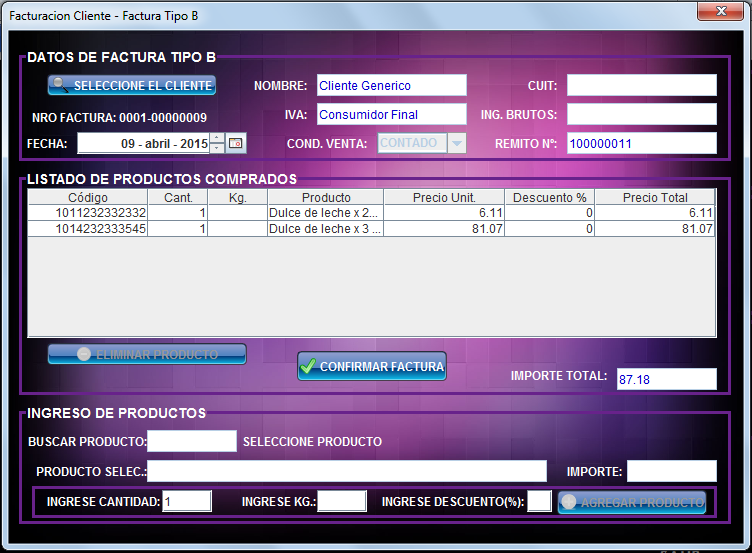 Facturacion Cliente - Factura Tipo B
x
DATOS DE FACTURA TIPO B
SELECCIONE EL CLIENTE NOMBRE: Cliente Generico CUIT:
NRO FACTURA: 0001-00000009 IVA: Consumidor Final ING. BRUTOS:
FECHA: 09 - abril - 2015 COND. VENTA: CONTADO REMITO Nº: 100000011
LISTADO DE PRODUCTOS COMPRADOS
Código Cant. Kg. Producto Precio Unit. Descuento % Precio Total
1011232332332 1 Dulce de leche x 2... 6.11 0 6.11
1014232333545 1 Dulce de leche x 3 ... 81.07 0 81.07
ELIMINAR PRODUCTO
CONFIRMAR FACTURA
IMPORTE TOTAL: 87.18
INGRESO DE PRODUCTOS
BUSCAR PRODUCTO: SELECCIONE PRODUCTO
PRODUCTO SELEC.: IMPORTE:
INGRESE CANTIDAD: 1 INGRESE KG.: INGRESE DESCUENTO(%): AGREGAR PRODUCTO